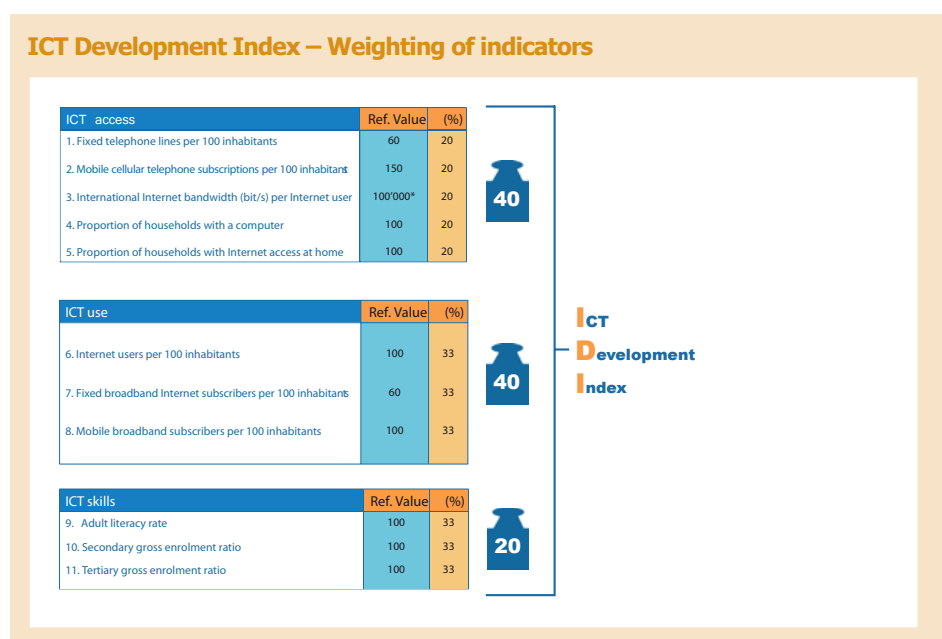 ICT Development Index – Weighting of indicators
ICT access Ref. Value (%)
1. Fixed telephone lines per 100 inhabitants 60 20
2. Mobile cellular telephone subscriptions per 100 inhabitants 150 20
3. International Internet bandwidth (bit/s) per Internet user 100'000* 20
4. Proportion of households with a computer 100 20
5. Proportion of households with Internet access at home 100 20
40
ICT use Ref. Value (%)
6. Internet users per 100 inhabitants 100 33
7. Fixed broadband Internet subscribers per 100 inhabitants 60 33
8. Mobile broadband subscribers per 100 inhabitants 100 33
40
ICT skills Ref. Value (%)
9. Adult literacy rate 100 33
10. Secondary gross enrolment ratio 100 33
11. Tertiary gross enrolment ratio 100 33
20
ICT
Development
Index